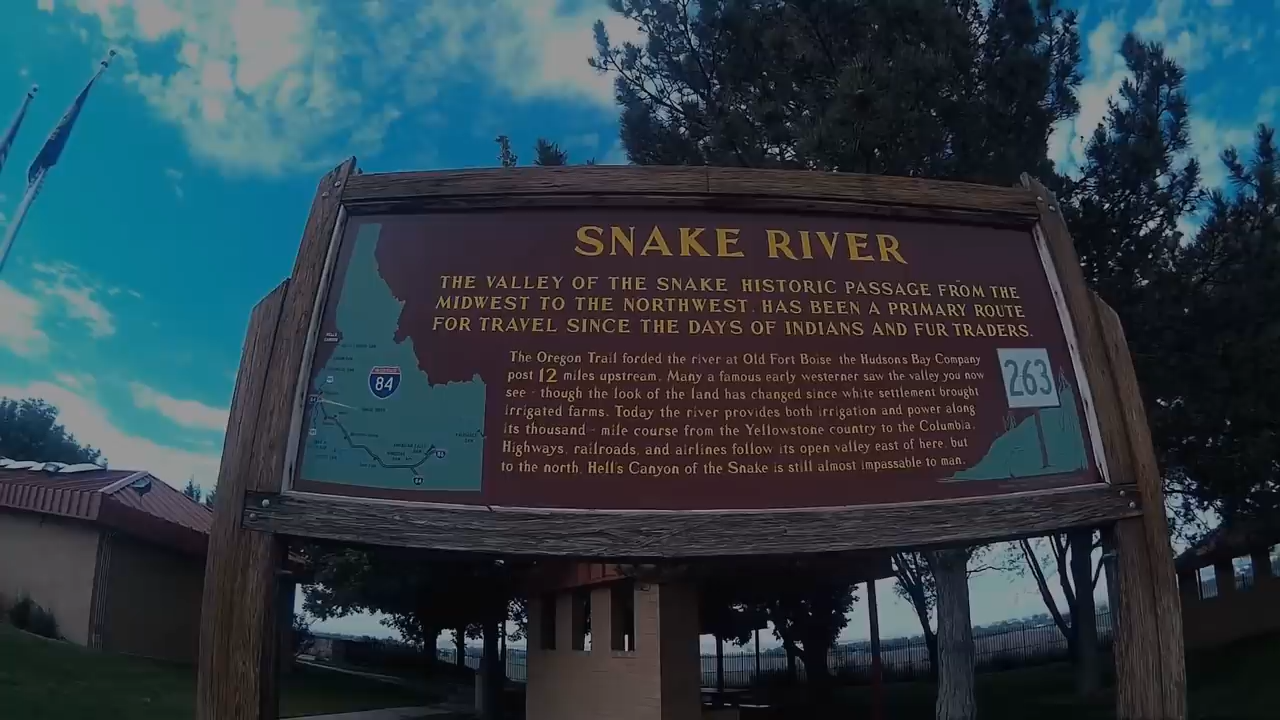 SNAKE RIVER
THE VALLEY OF THE SNAKE HISTORIC PASSAGE FROM THE
MIDWEST TO THE NORTHWEST, HAS BEEN A PRIMARY ROUTE
FOR TRAVEL SINCE THE DAYS OF INDIANS AND FUR TRADERS.
The Oregon Trail forded the river at Old Fort Boise the Hudsons Bay Company
post 12 miles upstream. Many a famous early westerner saw the valley you now
see - though the look of the land has changed since white settlement brought
irrigated farms. Today the river provides both irrigation and power along
its thousand - mile course from the Yellowstone country to the Columbia.
Highways, railroads, and airlines follow its open valley east of here, but
to the north, Hell's Canyon of the Snake is still almost impassable to man.
263
84